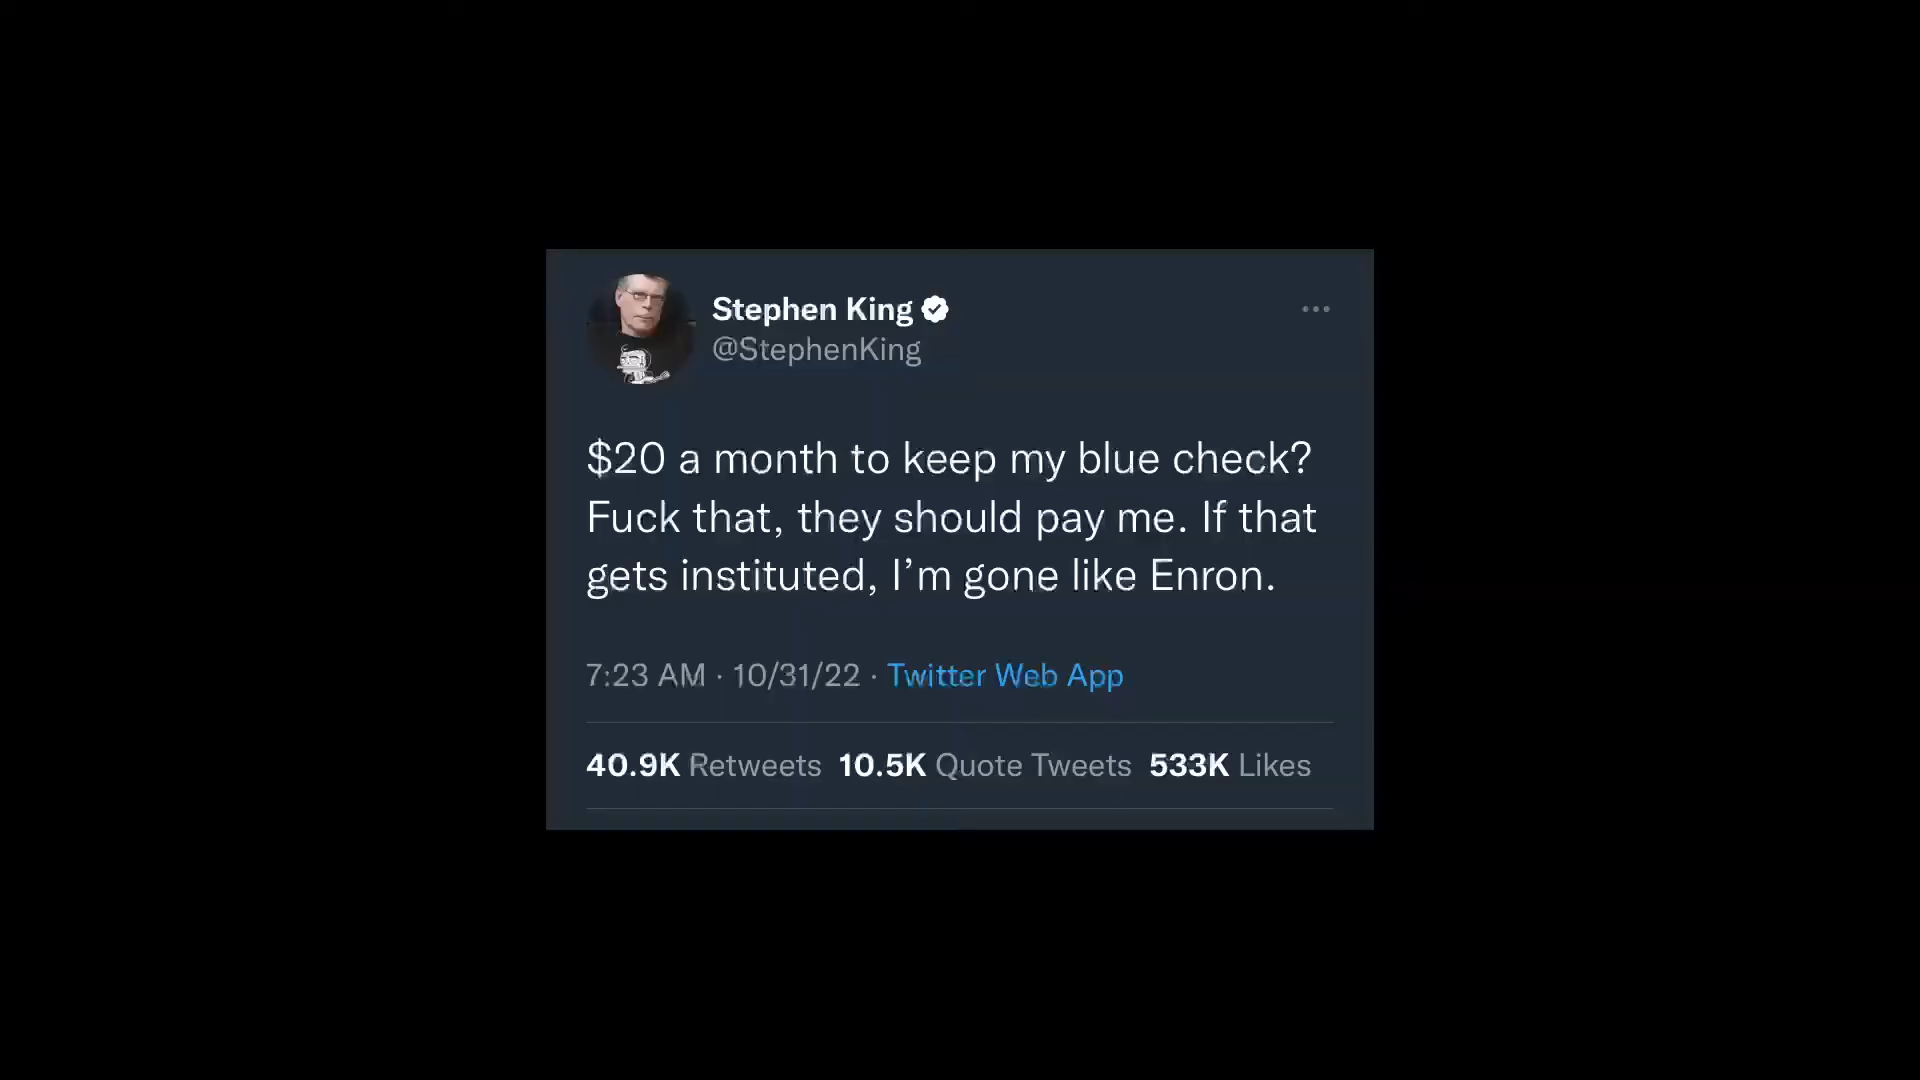 Stephen King
@StephenKing
$20 a month to keep my blue check?
Fuck that, they should pay me. If that
gets instituted, I’m gone like Enron.
7:23 AM · 10/31/22 · Twitter Web App
40.9K Retweets 10.5K Quote Tweets 533K Likes